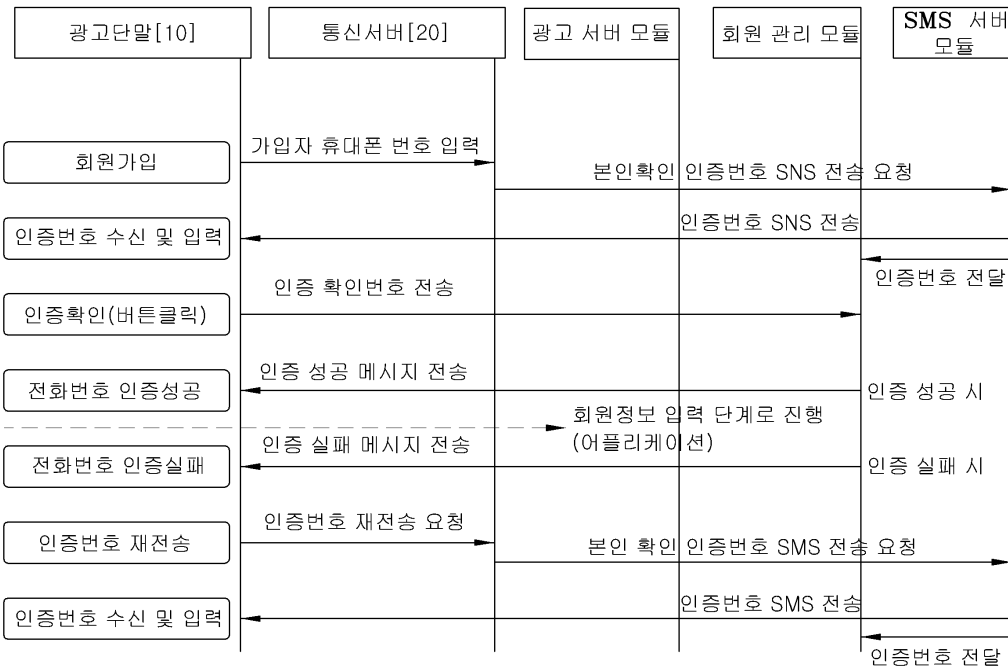 광고단말[10]
통신서버[20]
광고 서버 모듈
회원 관리 모듈
SMS 서버
모듈
회원가입
가입자 휴대폰 번호 입력
본인확인 인증번호 SNS 전송 요청
인증번호 수신 및 입력
인증번호 SNS 전송
인증번호 전달
인증 확인번호 전송
인증확인(버튼클릭)
인증 성공 메시지 전송
전화번호 인증성공
인증 성공 시
회원정보 입력 단계로 진행
(어플리케이션)
인증 실패 메시지 전송
전화번호 인증실패
인증 실패 시
인증번호 재전송 요청
인증번호 재전송
본인 확인 인증번호 SMS 전송 요청
인증번호 SMS 전송
인증번호 수신 및 입력
인증번호 전달